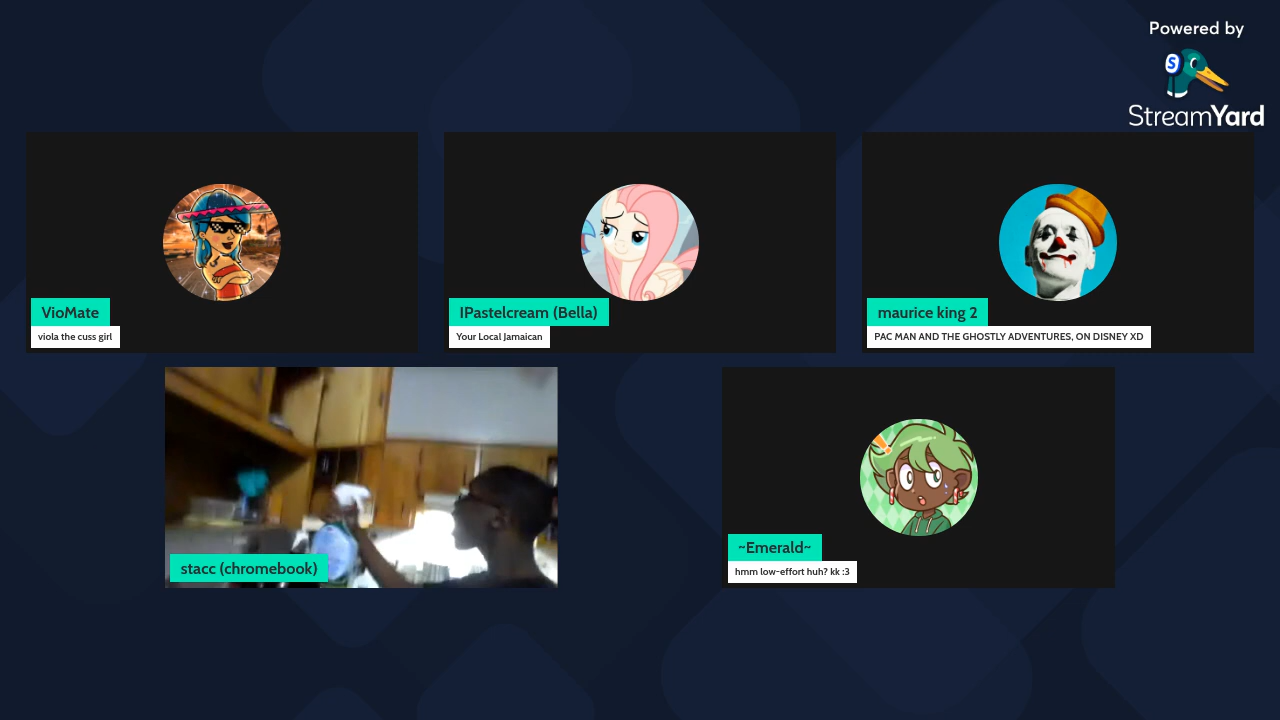 Powered by
S
StreamYard
VioMate
viola the cuss girl
IPastelcream (Bella)
Your Local Jamaican
maurice king 2
PAC MAN AND THE GHOSTLY ADVENTURES, ON DISNEY XD
stacc (chromebook)
~Emerald~
hmm low-effort huh? kk :3